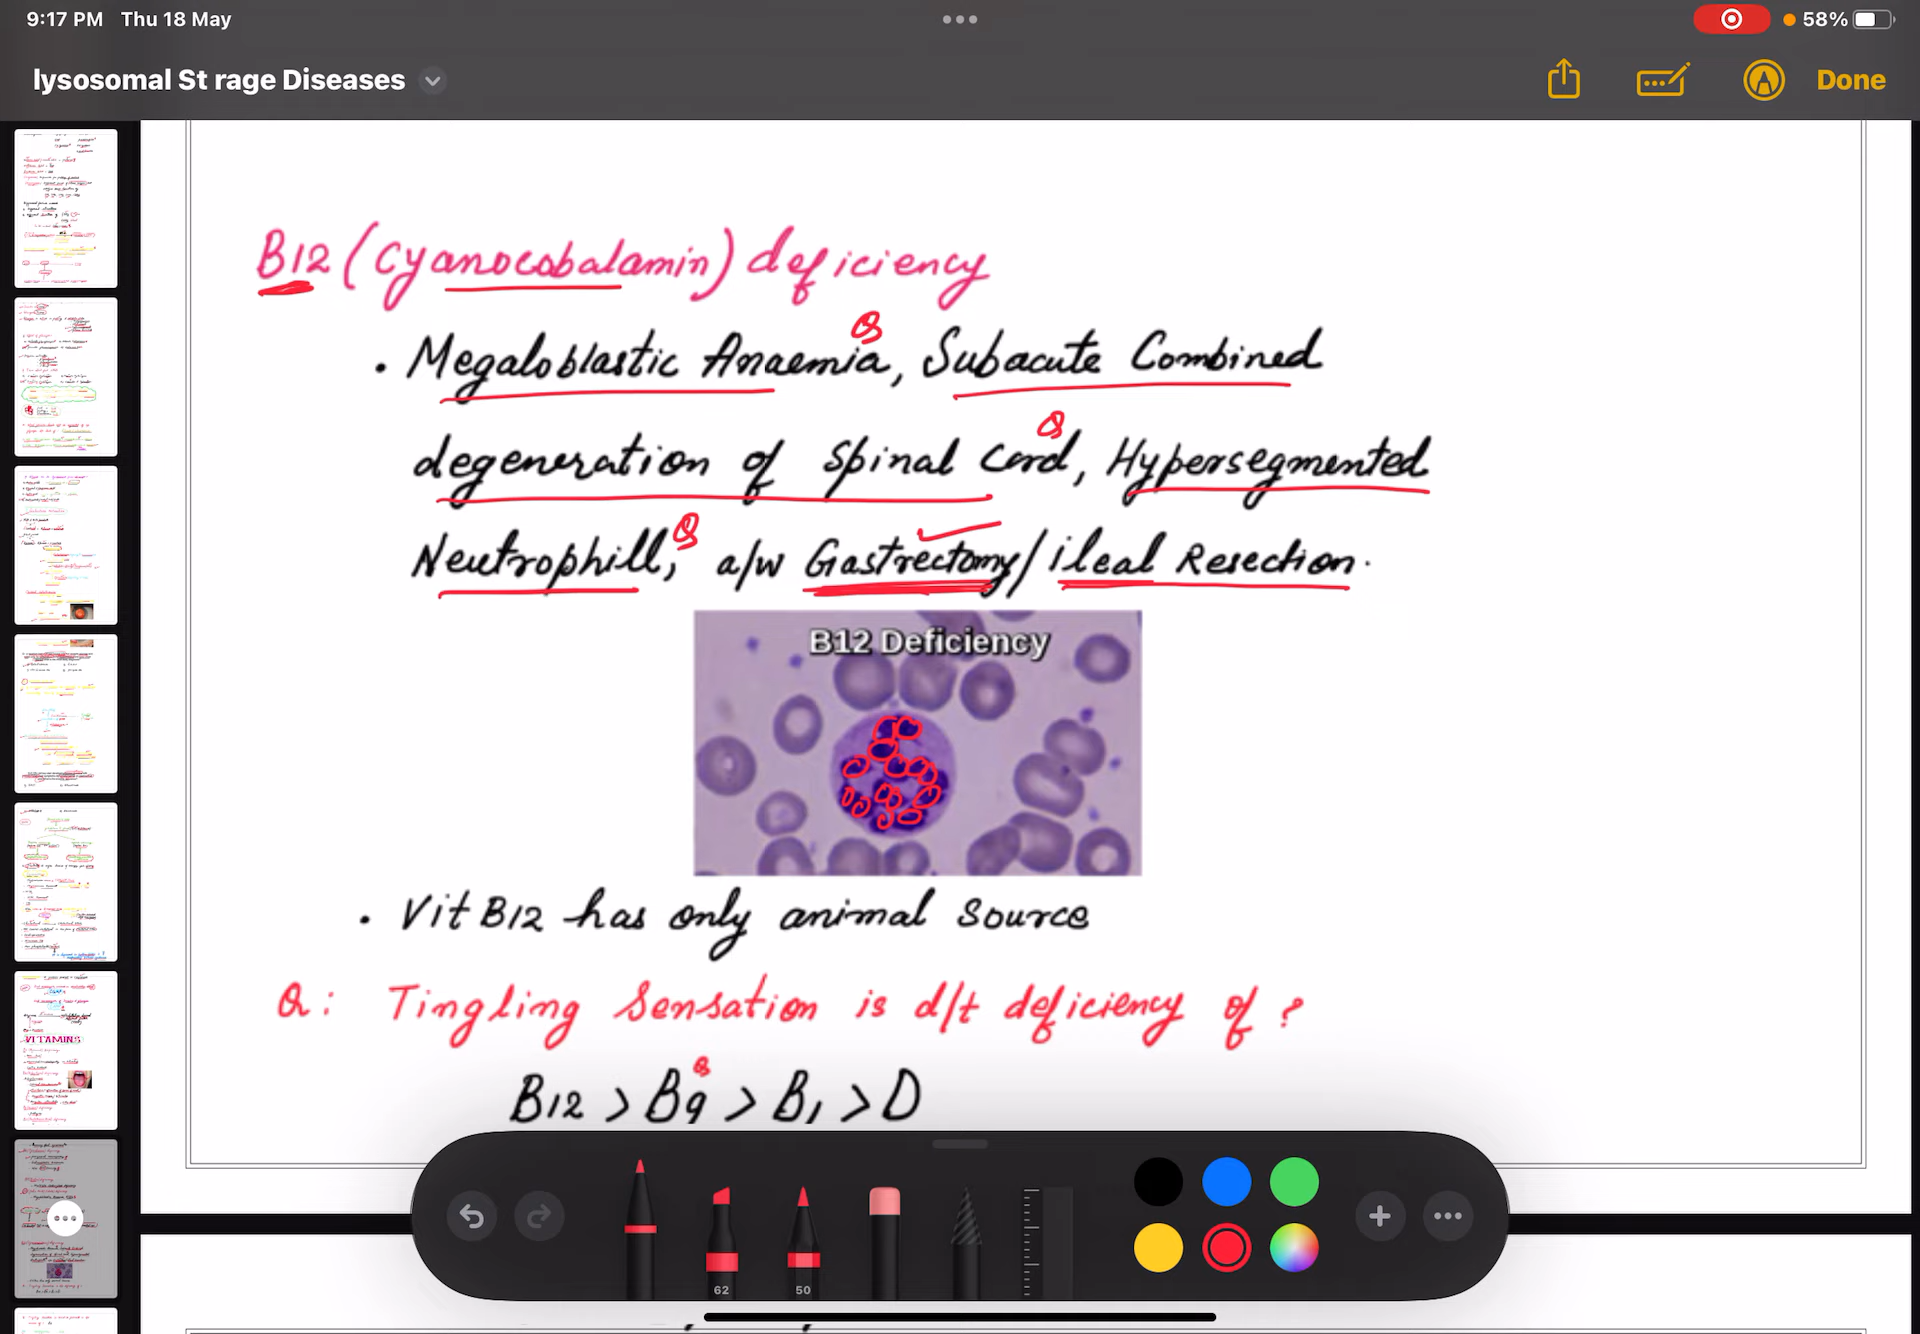 9:17 PM Thu 18 May
58%
lysosomal St rage Diseases
Done
B12 (Cyanocobalamin) deficiency
• Megaloblastic Anaemia, Subacute Combined
degeneration of Spinal Cord, Hypersegmented
Neutrophill, a/w Gastrectomy/ileal Resection.
B12 Deficiency
• Vit B12 has only animal Source
Q: Tingling Sensation is d/t deficiency of ?
B12 > B9 > B1 > D
VITAMINS
62
50